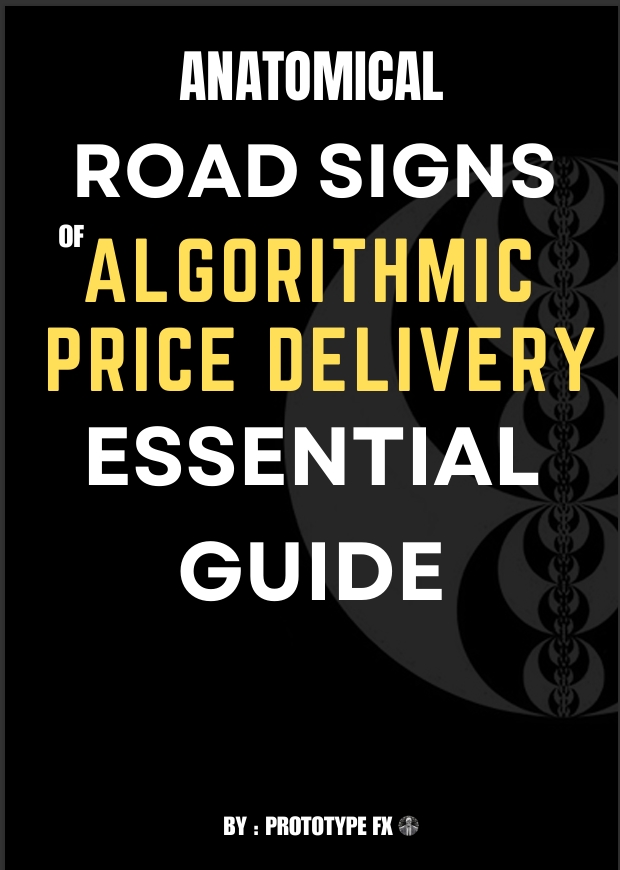 ANATOMICAL
ROAD SIGNS
OF ALGORITHMIC
PRICE DELIVERY
ESSENTIAL
GUIDE
BY : PROTOTYPE FX